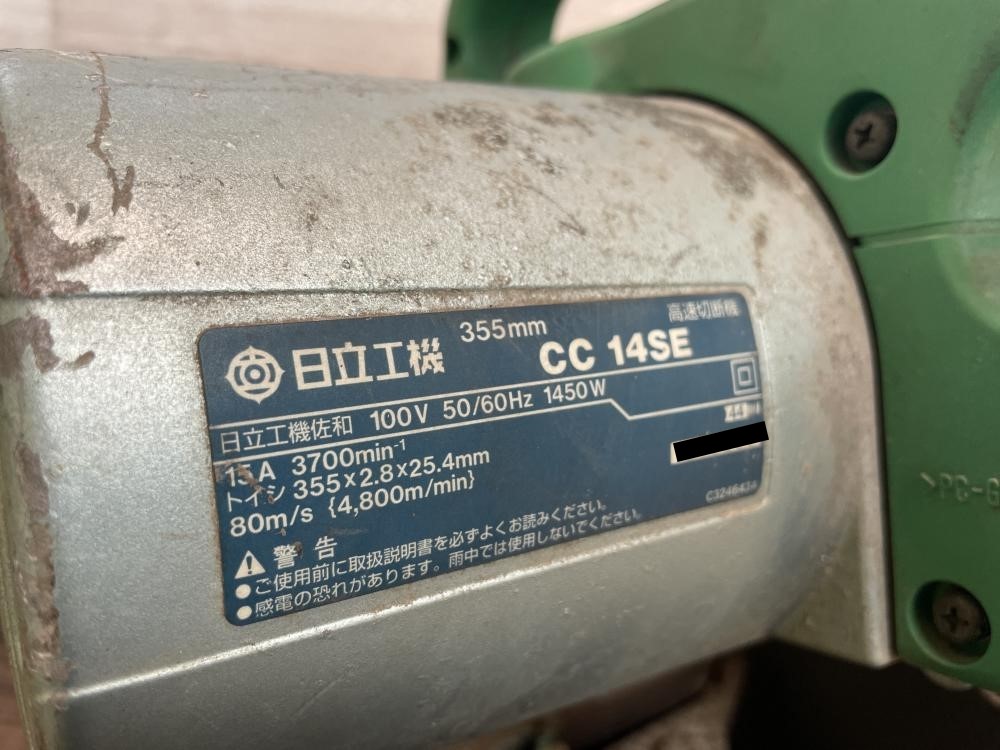 355mm
高速切断機
日立工機
CC 14SE
日立工機佐和 100V 50/60Hz 1450W
15A 3700min⁻¹
トイシ 355×2.8×25.4mm
80m/s {4,800m/min}
C3246434
警告
●ご使用前に取扱説明書を必ずよくお読みください。
●感電の恐れがあります。雨中では使用しないでください。
>PC-G